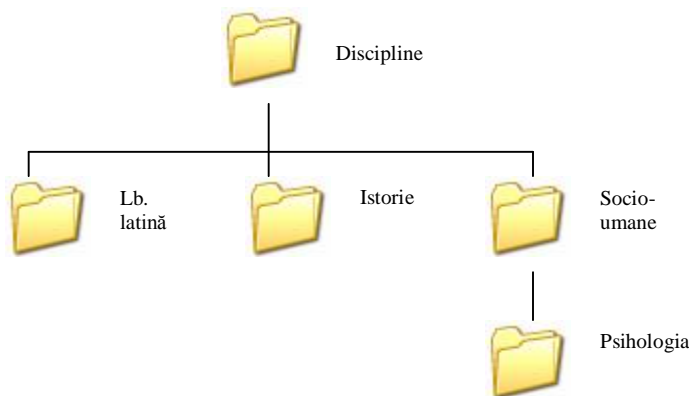 Discipline
Lb.
latină
Istorie
Socio-
umane
Psihologia